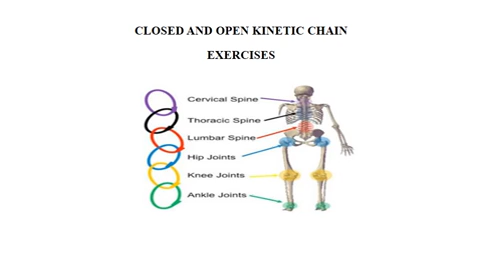 CLOSED AND OPEN KINETIC CHAIN
EXERCISES
Cervical Spine
Thoracic Spine
Lumbar Spine
Hip Joints
Knee Joints
Ankle Joints